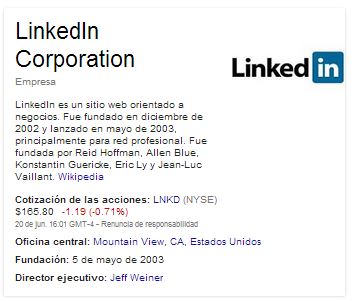 LinkedIn
Corporation
Empresa
Linked in
LinkedIn es un sitio web orientado a
negocios. Fue fundado en diciembre de
2002 y lanzado en mayo de 2003,
principalmente para red profesional. Fue
fundada por Reid Hoffman, Allen Blue,
Konstantin Guericke, Eric Ly y Jean-Luc
Vaillant. Wikipedia
Cotización de las acciones: LNKD (NYSE)
$165.80 -1.19 (-0.71%)
20 de jun. 16:01 GMT-4 - Renuncia de responsabilidad
Oficina central: Mountain View, CA, Estados Unidos
Fundación: 5 de mayo de 2003
Director ejecutivo: Jeff Weiner